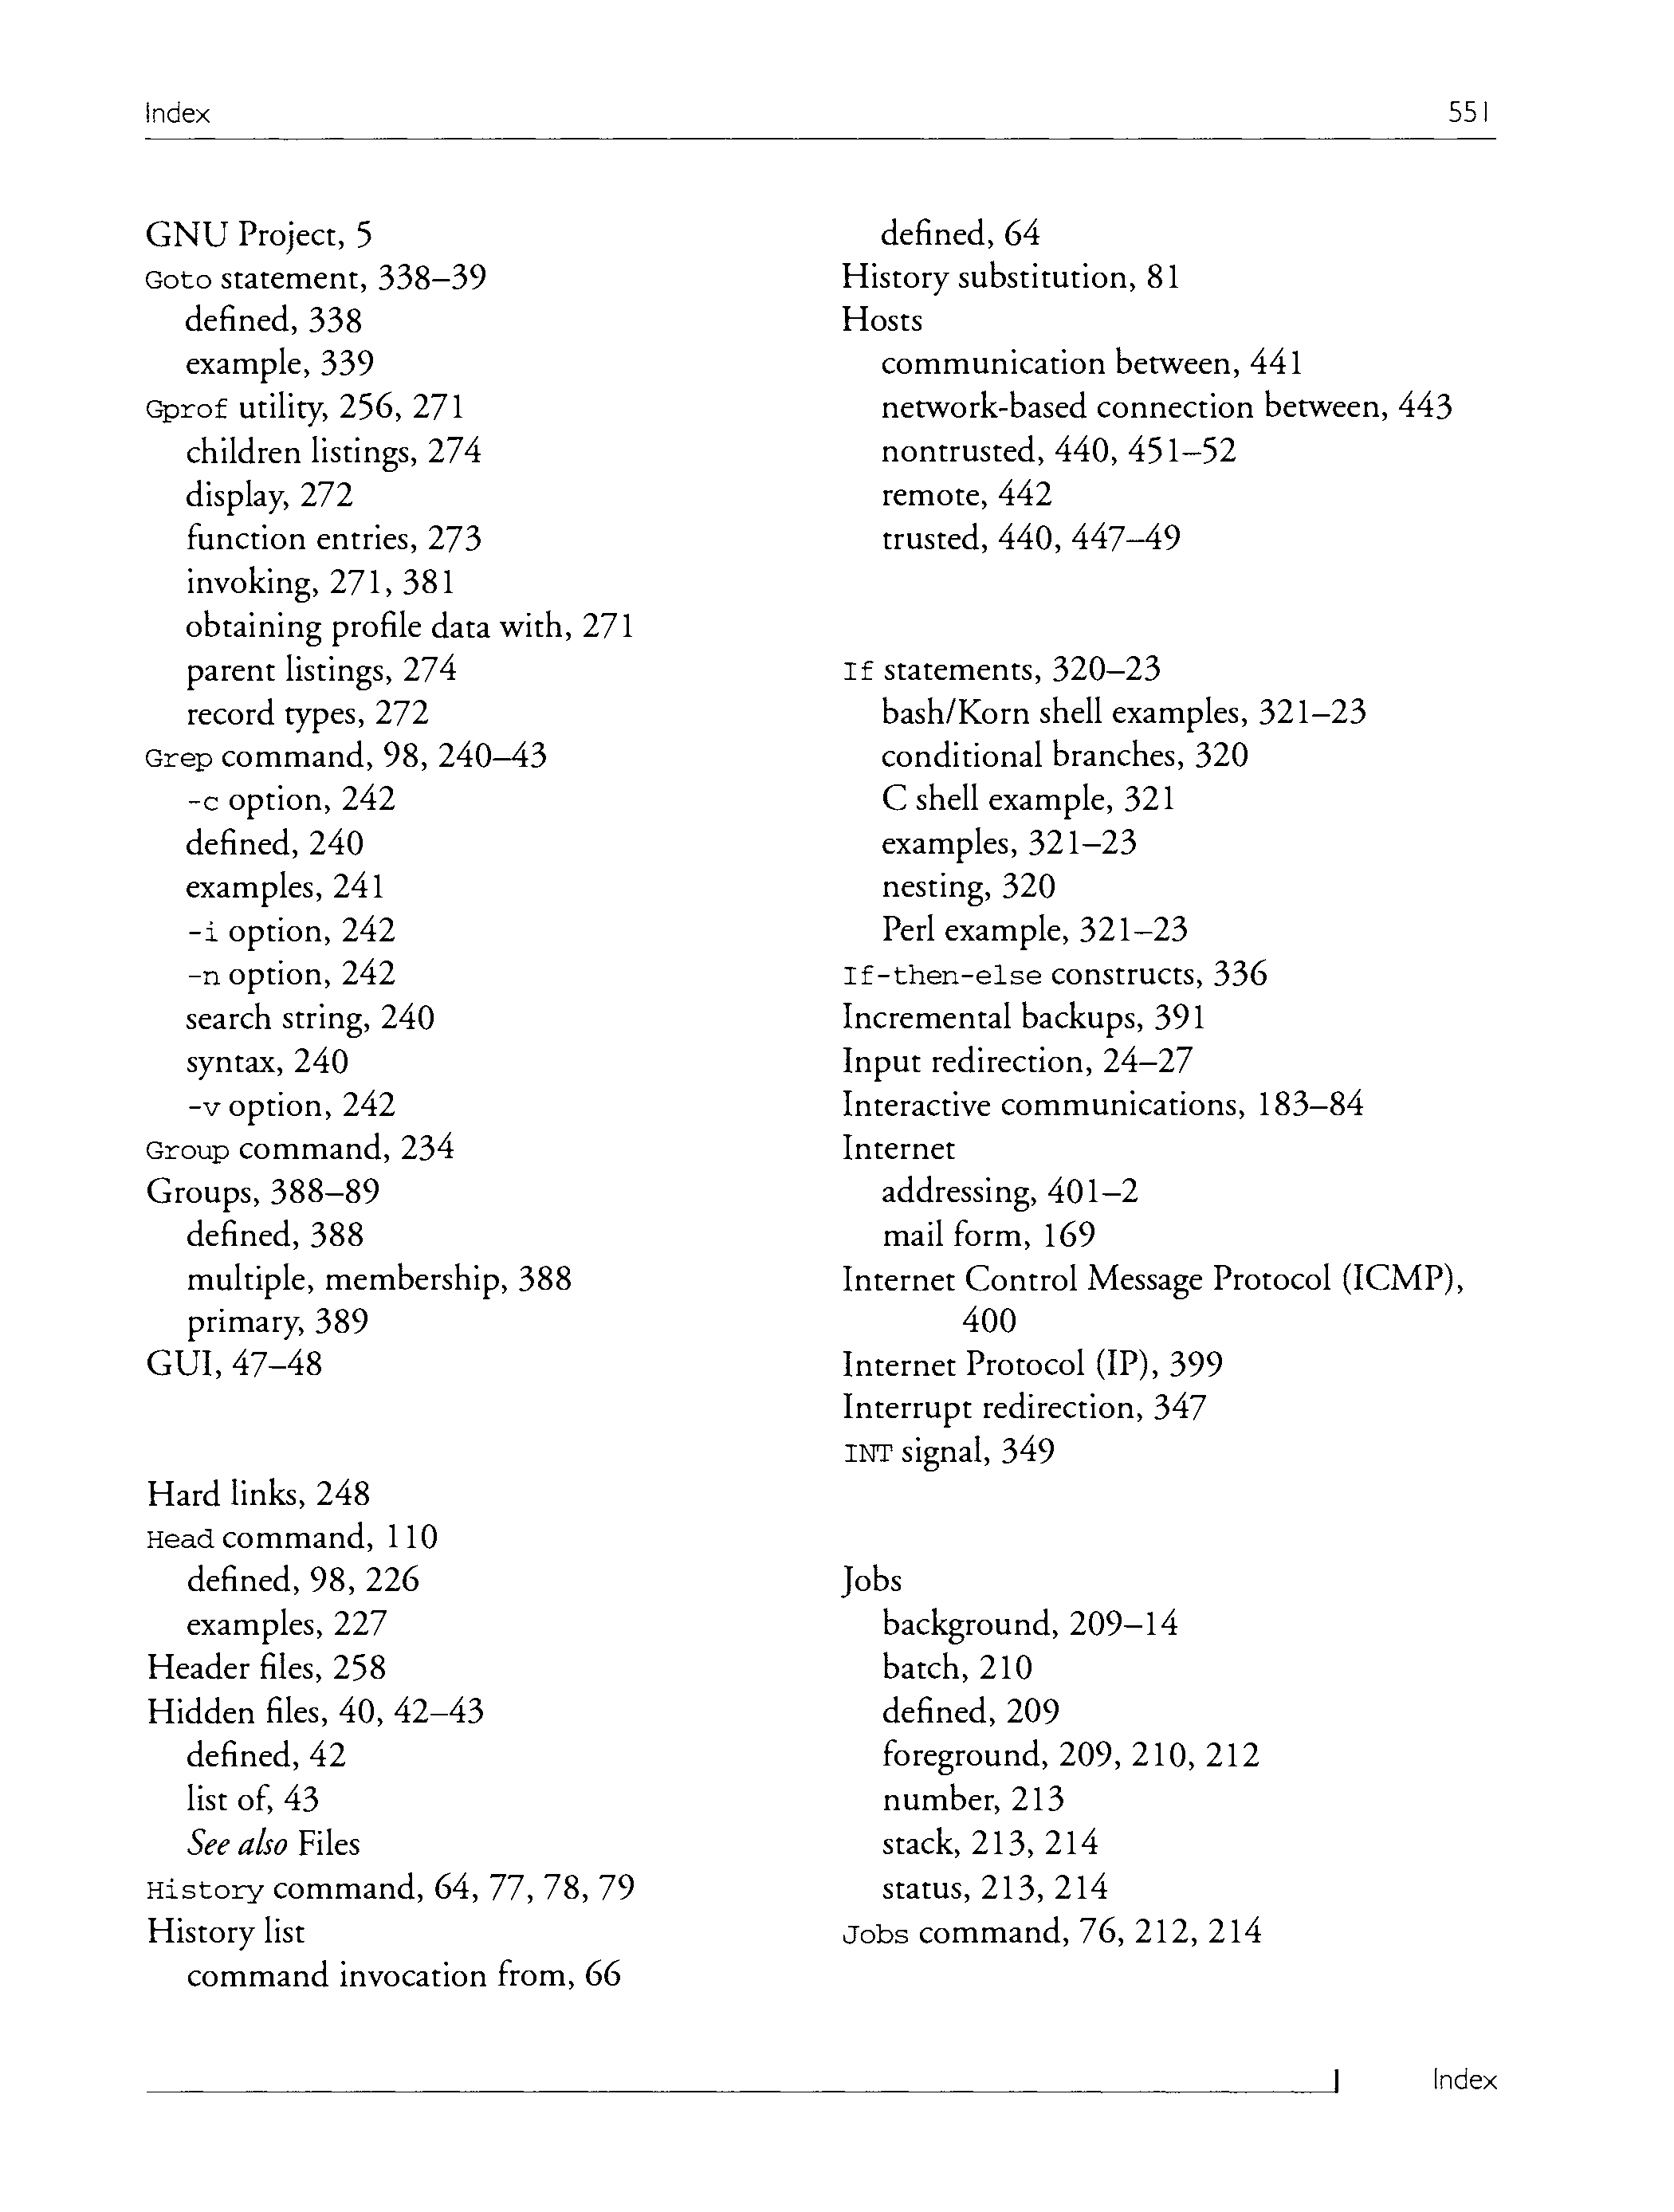 Index 551
GNU Project, 5
Goto statement, 338–39
defined, 338
example, 339
Gprof utility, 256, 271
children listings, 274
display, 272
function entries, 273
invoking, 271, 381
obtaining profile data with, 271
parent listings, 274
record types, 272
Grep command, 98, 240–43
-c option, 242
defined, 240
examples, 241
-i option, 242
-n option, 242
search string, 240
syntax, 240
-v option, 242
Group command, 234
Groups, 388–89
defined, 388
multiple, membership, 388
primary, 389
GUI, 47–48
Hard links, 248
Head command, 110
defined, 98, 226
examples, 227
Header files, 258
Hidden files, 40, 42–43
defined, 42
list of, 43
See also Files
History command, 64, 77, 78, 79
History list
command invocation from, 66
defined, 64
History substitution, 81
Hosts
communication between, 441
network-based connection between, 443
nontrusted, 440, 451–52
remote, 442
trusted, 440, 447–49
If statements, 320–23
bash/Korn shell examples, 321–23
conditional branches, 320
C shell example, 321
examples, 321–23
nesting, 320
Perl example, 321–23
If-then-else constructs, 336
Incremental backups, 391
Input redirection, 24–27
Interactive communications, 183–84
Internet
addressing, 401–2
mail form, 169
Internet Control Message Protocol (ICMP),
400
Internet Protocol (IP), 399
Interrupt redirection, 347
INT signal, 349
Jobs
background, 209–14
batch, 210
defined, 209
foreground, 209, 210, 212
number, 213
stack, 213, 214
status, 213, 214
Jobs command, 76, 212, 214
Index